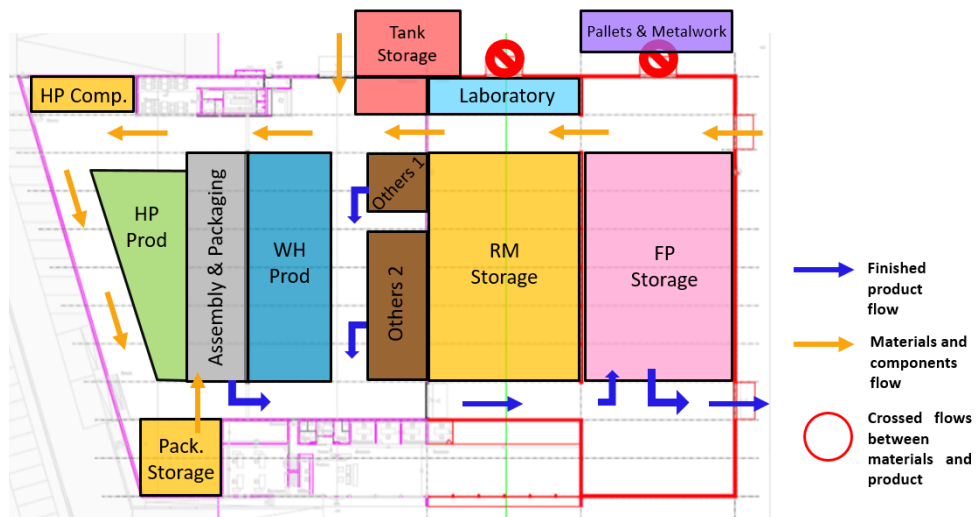 Tank
Storage
Pallets & Metalwork
HP Comp.
Laboratory
Others 1
HP
Prod
Assembly & Packaging
WH
Prod
Others 2
RM
Storage
FP
Storage
Pack.
Storage
Finished
product
flow
Materials and
components
flow
Crossed flows
between
materials and
product